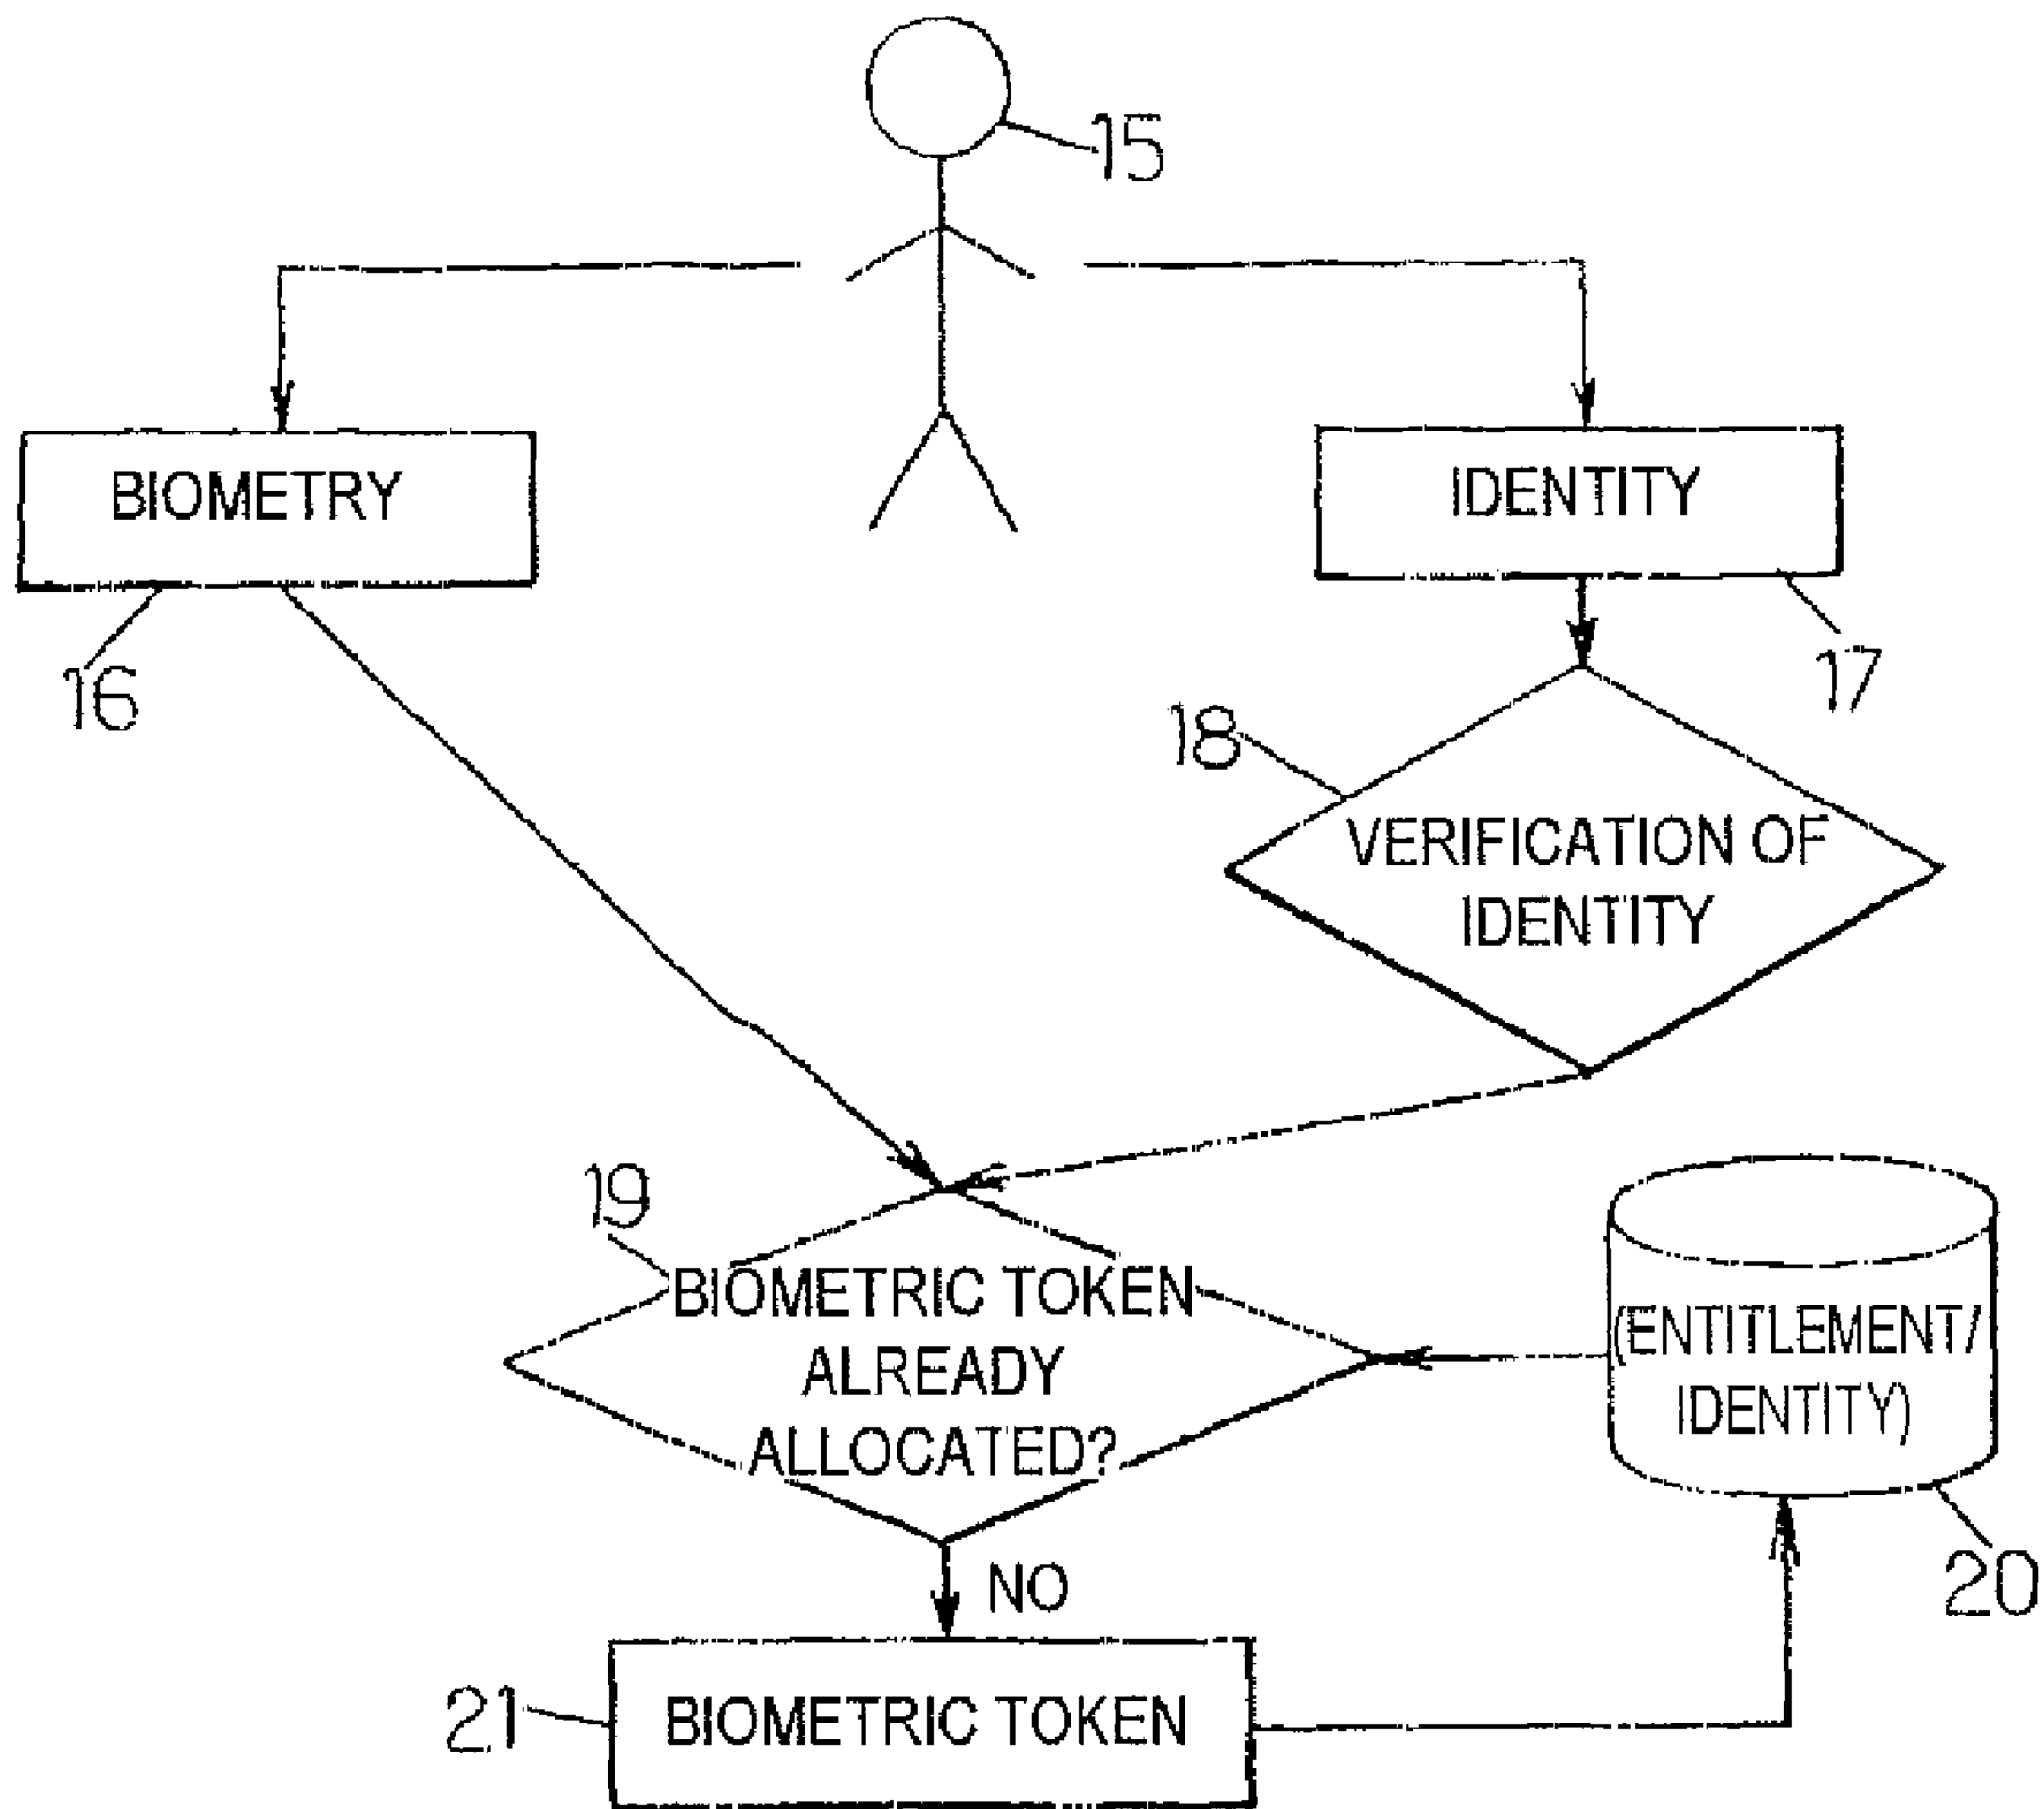 15
BIOMETRY
IDENTITY
16
17
18
VERIFICATION OF
IDENTITY
19
BIOMETRIC TOKEN
ALREADY
ALLOCATED?
(ENTITLEMENT/
IDENTITY)
20
NO
21
BIOMETRIC TOKEN